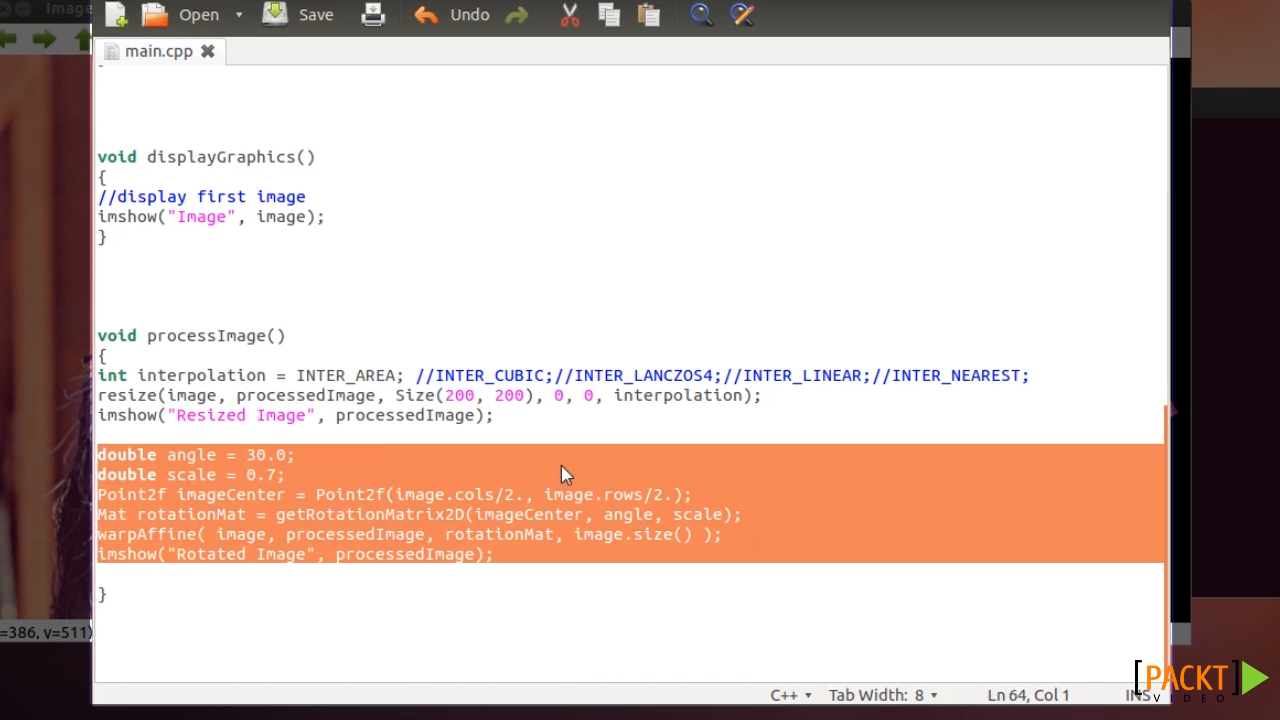 Image
Open
Save
Undo
main.cpp
void displayGraphics()
{
//display first image
imshow("Image", image);
}
void processImage()
{
int interpolation = INTER_AREA; //INTER_CUBIC;//INTER_LANCZOS4;//INTER_LINEAR;//INTER_NEAREST;
resize(image, processedImage, Size(200, 200), 0, 0, interpolation);
imshow("Resized Image", processedImage);
double angle = 30.0;
double scale = 0.7;
Point2f imageCenter = Point2f(image.cols/2., image.rows/2.);
Mat rotationMat = getRotationMatrix2D(imageCenter, angle, scale);
warpAffine( image, processedImage, rotationMat, image.size() );
imshow("Rotated Image", processedImage);
}
=386, y=511)
C++ Tab Width: 8 Ln 64, Col 1 INS
[PACKT]
VIDEO